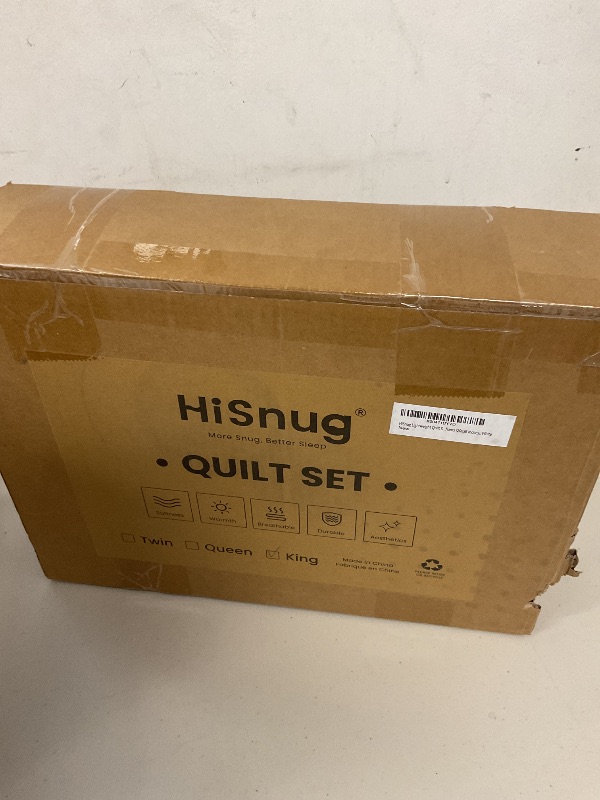 HiSnug®
More Snug, Better Sleep
• QUILT SET •
Softness
Warmth
Breathable
Durable
Aesthetics
Twin
Queen
King
Made in China
Fabriqué en Chine